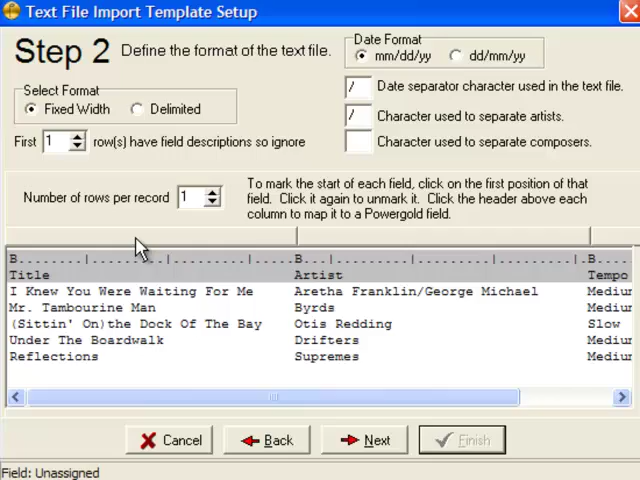 Text File Import Template Setup
Step 2 Define the format of the text file.
Date Format
mm/dd/yy dd/mm/yy
Select Format
Fixed Width Delimited
/ Date separator character used in the text file.
/ Character used to separate artists.
First 1 row(s) have field descriptions so ignore
Character used to separate composers.
Number of rows per record 1
To mark the start of each field, click on the first position of that
field. Click it again to unmark it. Click the header above each
column to map it to a Powergold field.
B........|.........|.........|.....B...|.........|.........|.........B....
Title Artist Tempo
I Knew You Were Waiting For Me Aretha Franklin/George Michael Mediu
Mr. Tambourine Man Byrds Mediu
(Sittin' On)the Dock Of The Bay Otis Redding Slow
Under The Boardwalk Drifters Mediu
Reflections Supremes Mediu
Cancel Back Next Finish
Field: Unassigned